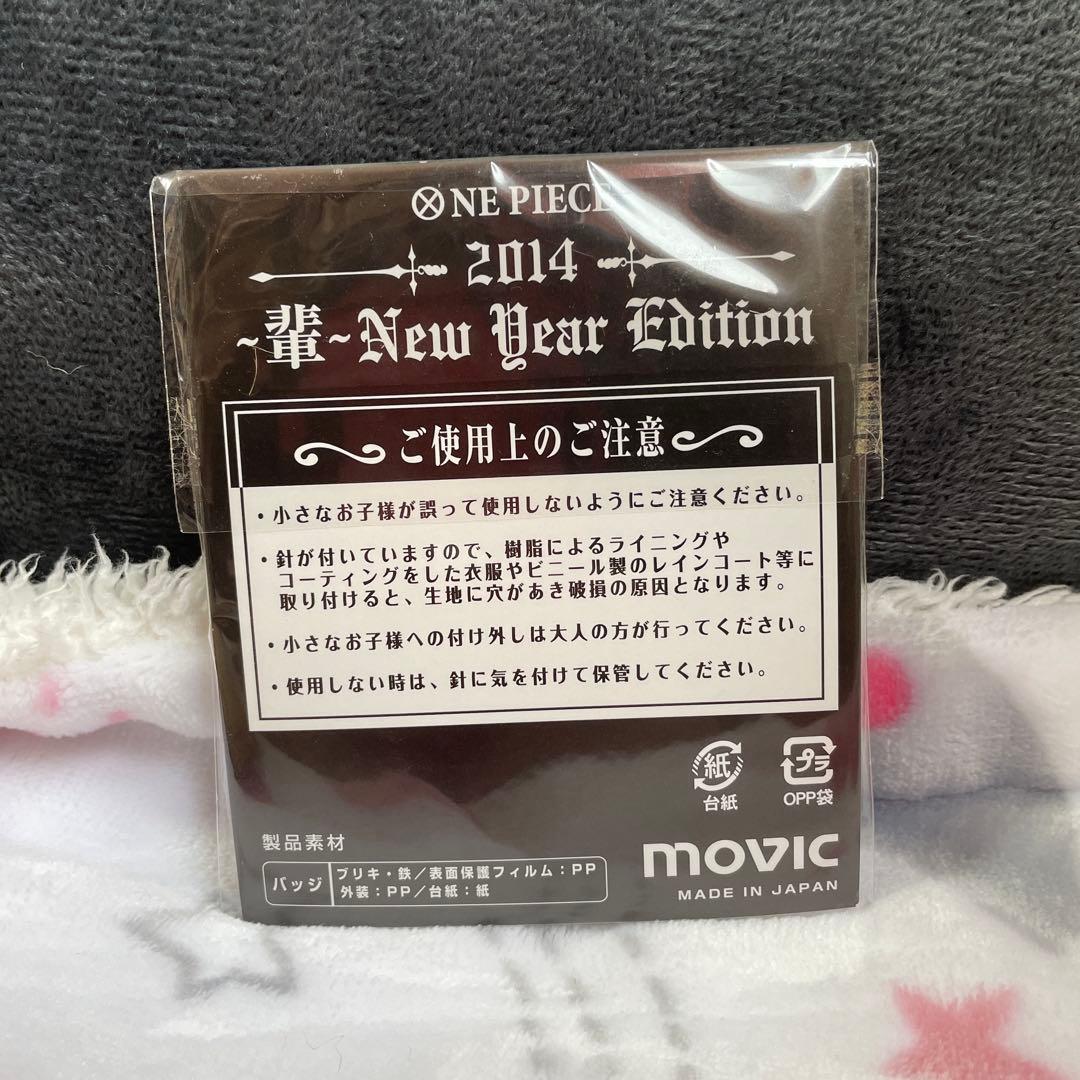 ONE PIECE
2014
-輩-New Year Edition
ご使用上のご注意
・小さなお子様が誤って使用しないようにご注意ください。
・針が付いていますので、樹脂によるライニングや
コーティングをした衣服やビニール製のレインコート等に
取り付けると、生地に穴があき破損の原因となります。
・小さなお子様への付け外しは大人の方が行ってください。
・使用しない時は、針に気を付けて保管してください。
紙
台紙
プラ
OPP袋
製品素材
バッジ
ブリキ・鉄/表面保護フィルム:PP
外装:PP/台紙:紙
movic
MADE IN JAPAN